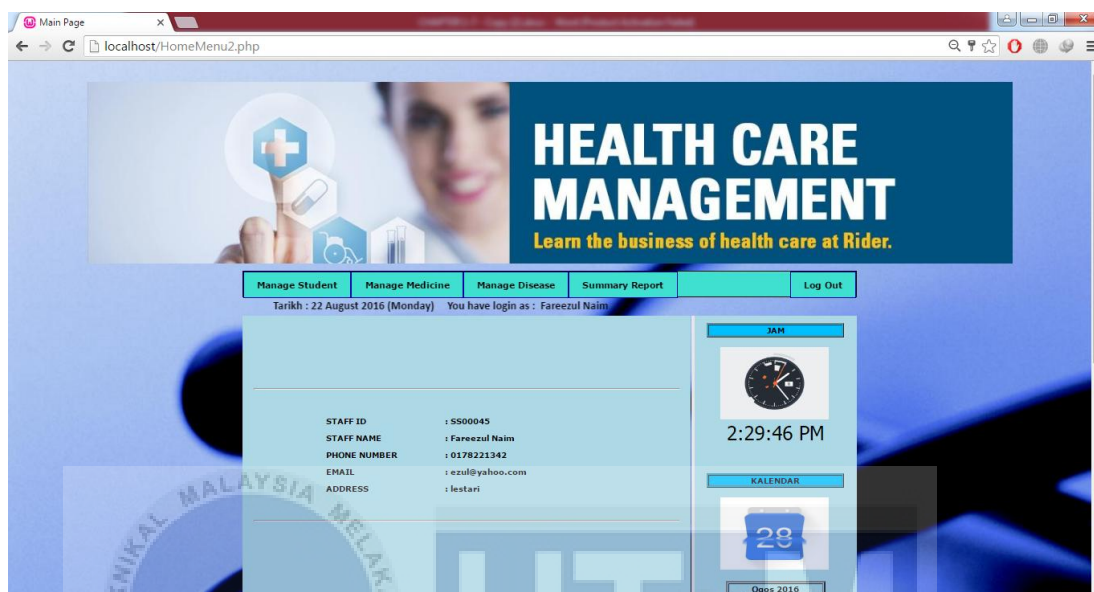 Main Page
localhost/HomeMenu2.php
HEALTH CARE
MANAGEMENT
Learn the business of health care at Rider.
Manage Student Manage Medicine Manage Disease Summary Report Log Out
Tarikh : 22 August 2016 (Monday) You have login as : Fareezul Naim
JAM
2:29:46 PM
STAFF ID : SS00045
STAFF NAME : Fareezul Naim
PHONE NUMBER : 0178221342
EMAIL : ezul@yahoo.com
ADDRESS : lestari
KALENDAR
28
Ogos 2016
MALAYSIA